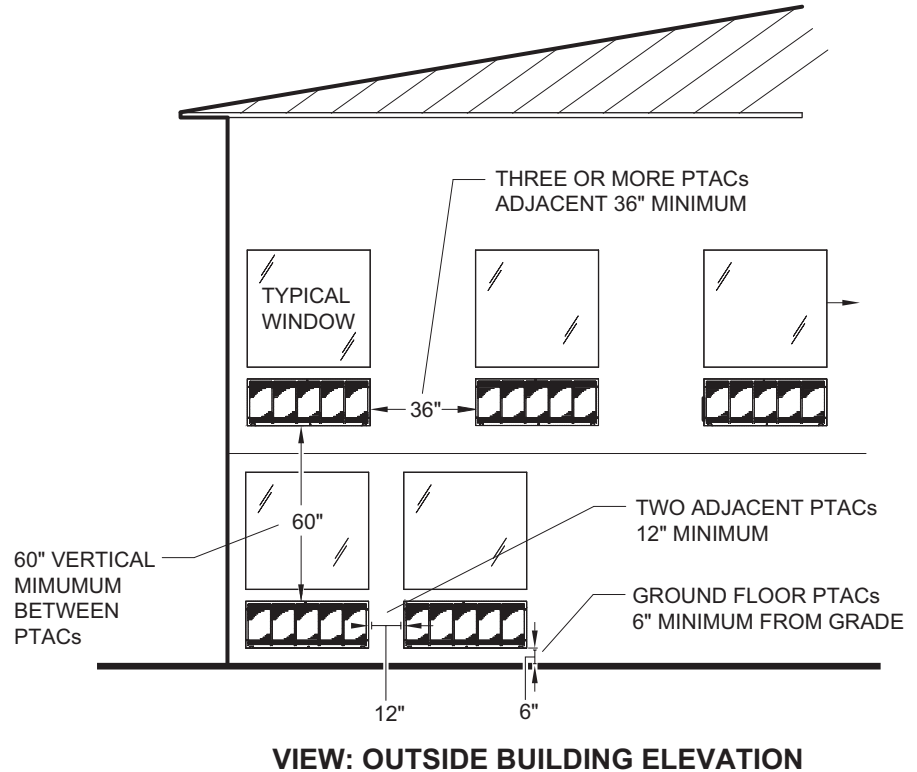 THREE OR MORE PTACs
ADJACENT 36" MINIMUM
TYPICAL
WINDOW
36"
60"
TWO ADJACENT PTACs
12" MINIMUM
60" VERTICAL
MIMUMUM
BETWEEN
PTACs
GROUND FLOOR PTACs
6" MINIMUM FROM GRADE
12"
6"
VIEW: OUTSIDE BUILDING ELEVATION